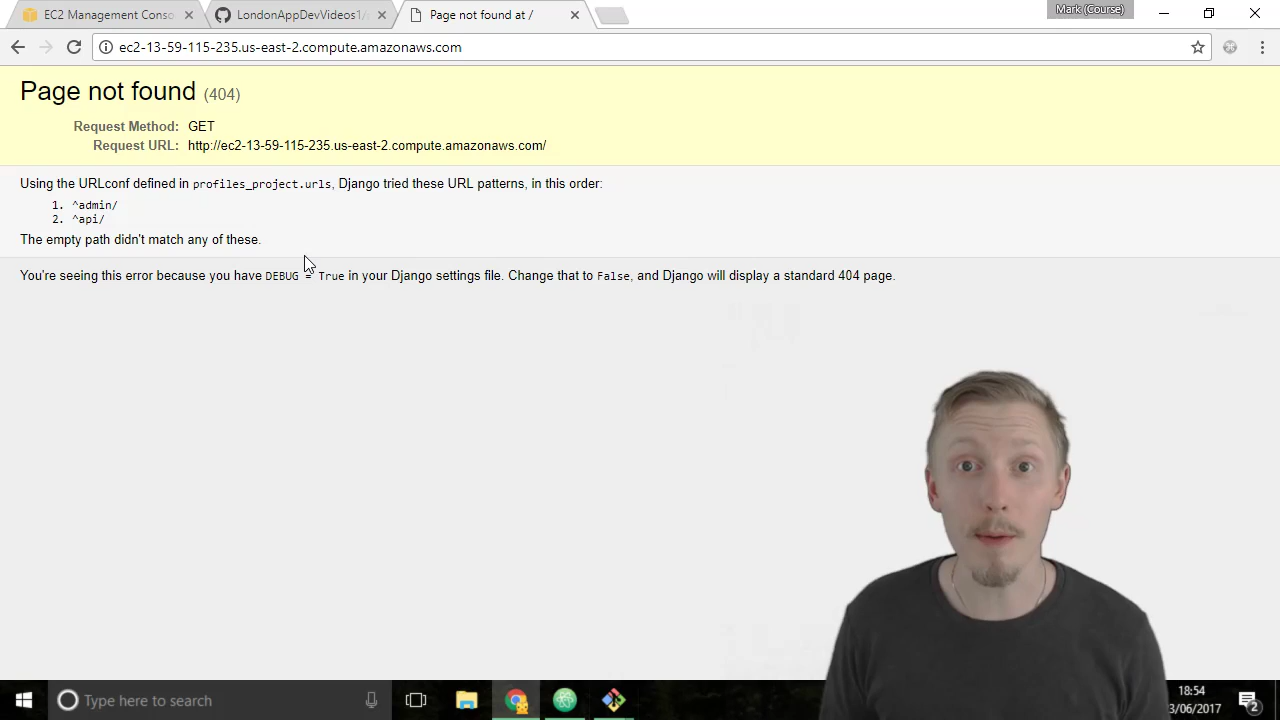 EC2 Management Conso
LondonAppDevVideos1/
Page not found at /
Mark (Course)
ec2-13-59-115-235.us-east-2.compute.amazonaws.com
Page not found (404)
Request Method: GET
Request URL: http://ec2-13-59-115-235.us-east-2.compute.amazonaws.com/
Using the URLconf defined in profiles_project.urls, Django tried these URL patterns, in this order:
1. ^admin/
2. ^api/
The empty path didn't match any of these.
You're seeing this error because you have DEBUG = True in your Django settings file. Change that to False, and Django will display a standard 404 page.
Type here to search
18:54
3/06/2017
2